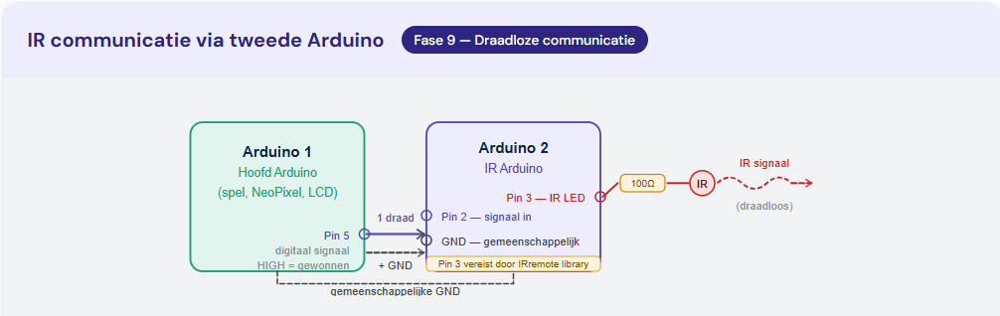 IR communicatie via tweede Arduino
Fase 9 — Draadloze communicatie
Arduino 1
Hoofd Arduino
(spel, NeoPixel, LCD)
Pin 5
digitaal signaal
HIGH = gewonnen
1 draad
+ GND
Arduino 2
IR Arduino
Pin 3 — IR LED
Pin 2 — signaal in
GND — gemeenschappelijk
Pin 3 vereist door IRremote library
gemeenschappelijke GND
100Ω
IR
IR signaal
(draadloos)